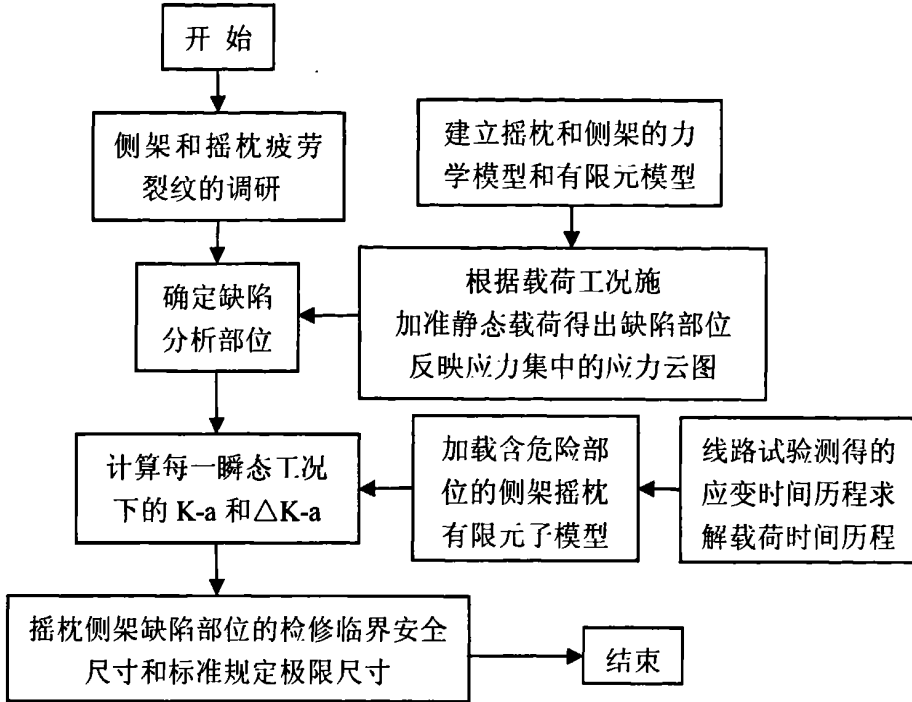 开 始
侧架和摇枕疲劳
裂纹的调研
建立摇枕和侧架的力
学模型和有限元模型
确定缺陷
分析部位
根据载荷工况施
加准静态载荷得出缺陷部位
反映应力集中的应力云图
计算每一瞬态工况
下的 K-a 和△K-a
加载含危险部
位的侧架摇枕
有限元了模型
线路试验测得的
应变时间历程求
解载荷时间历程
摇枕侧架缺陷部位的检修临界安全
尺寸和标准规定极限尺寸
结束